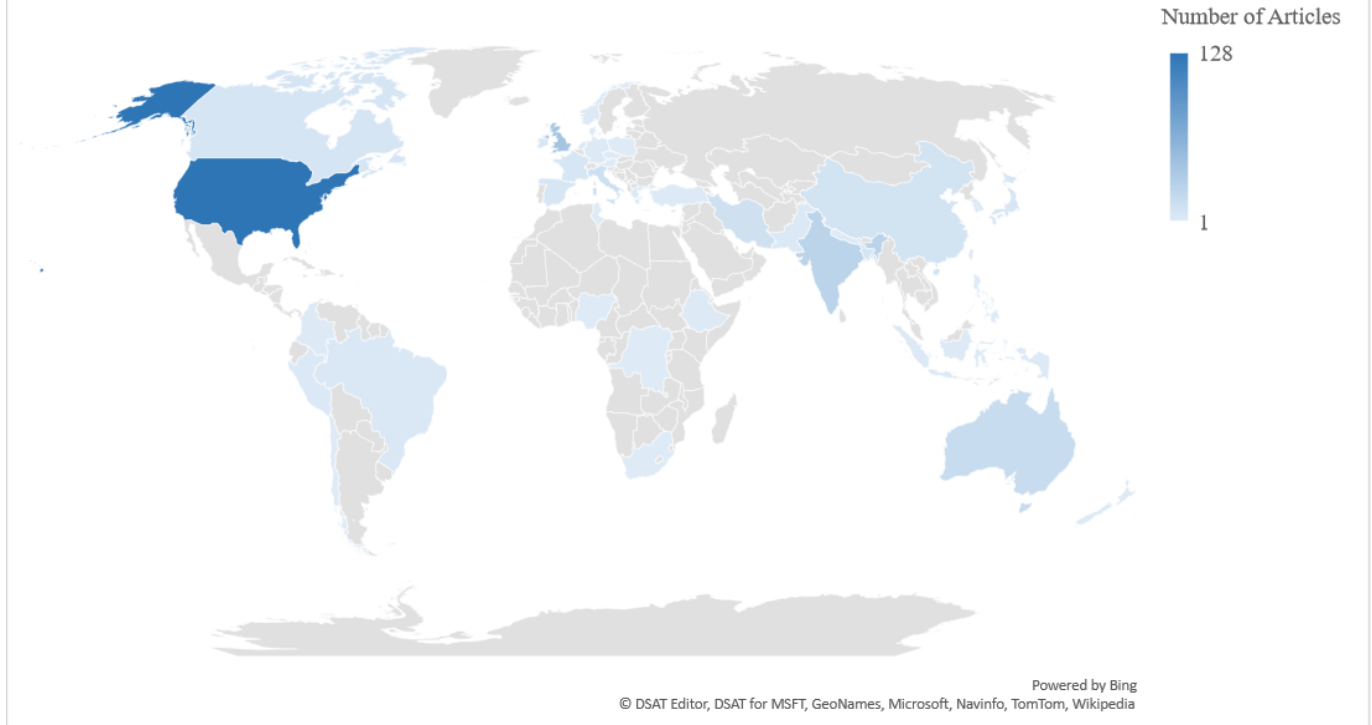 Number of Articles
128
1
Powered by Bing
© DSAT Editor, DSAT for MSFT, GeoNames, Microsoft, Navinfo, TomTom, Wikipedia